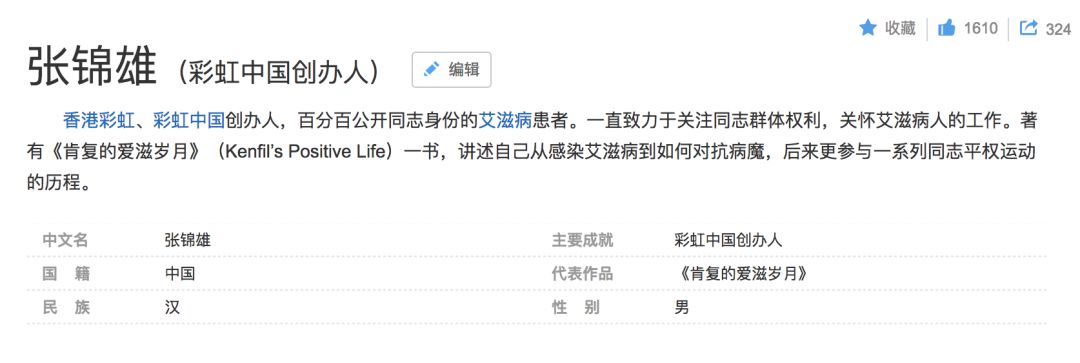 收藏 1610 324
张锦雄（彩虹中国创办人） 编辑
香港彩虹、彩虹中国创办人，百分百公开同志身份的艾滋病患者。一直致力于关注同志群体权利，关怀艾滋病人的工作。著
有《肯复的爱滋岁月》（Kenfil’s Positive Life）一书，讲述自己从感染艾滋病到如何对抗病魔，后来更参与一系列同志平权运动
的历程。
中文名 张锦雄 主要成就 彩虹中国创办人
国 籍 中国 代表作品 《肯复的爱滋岁月》
民 族 汉 性 别 男